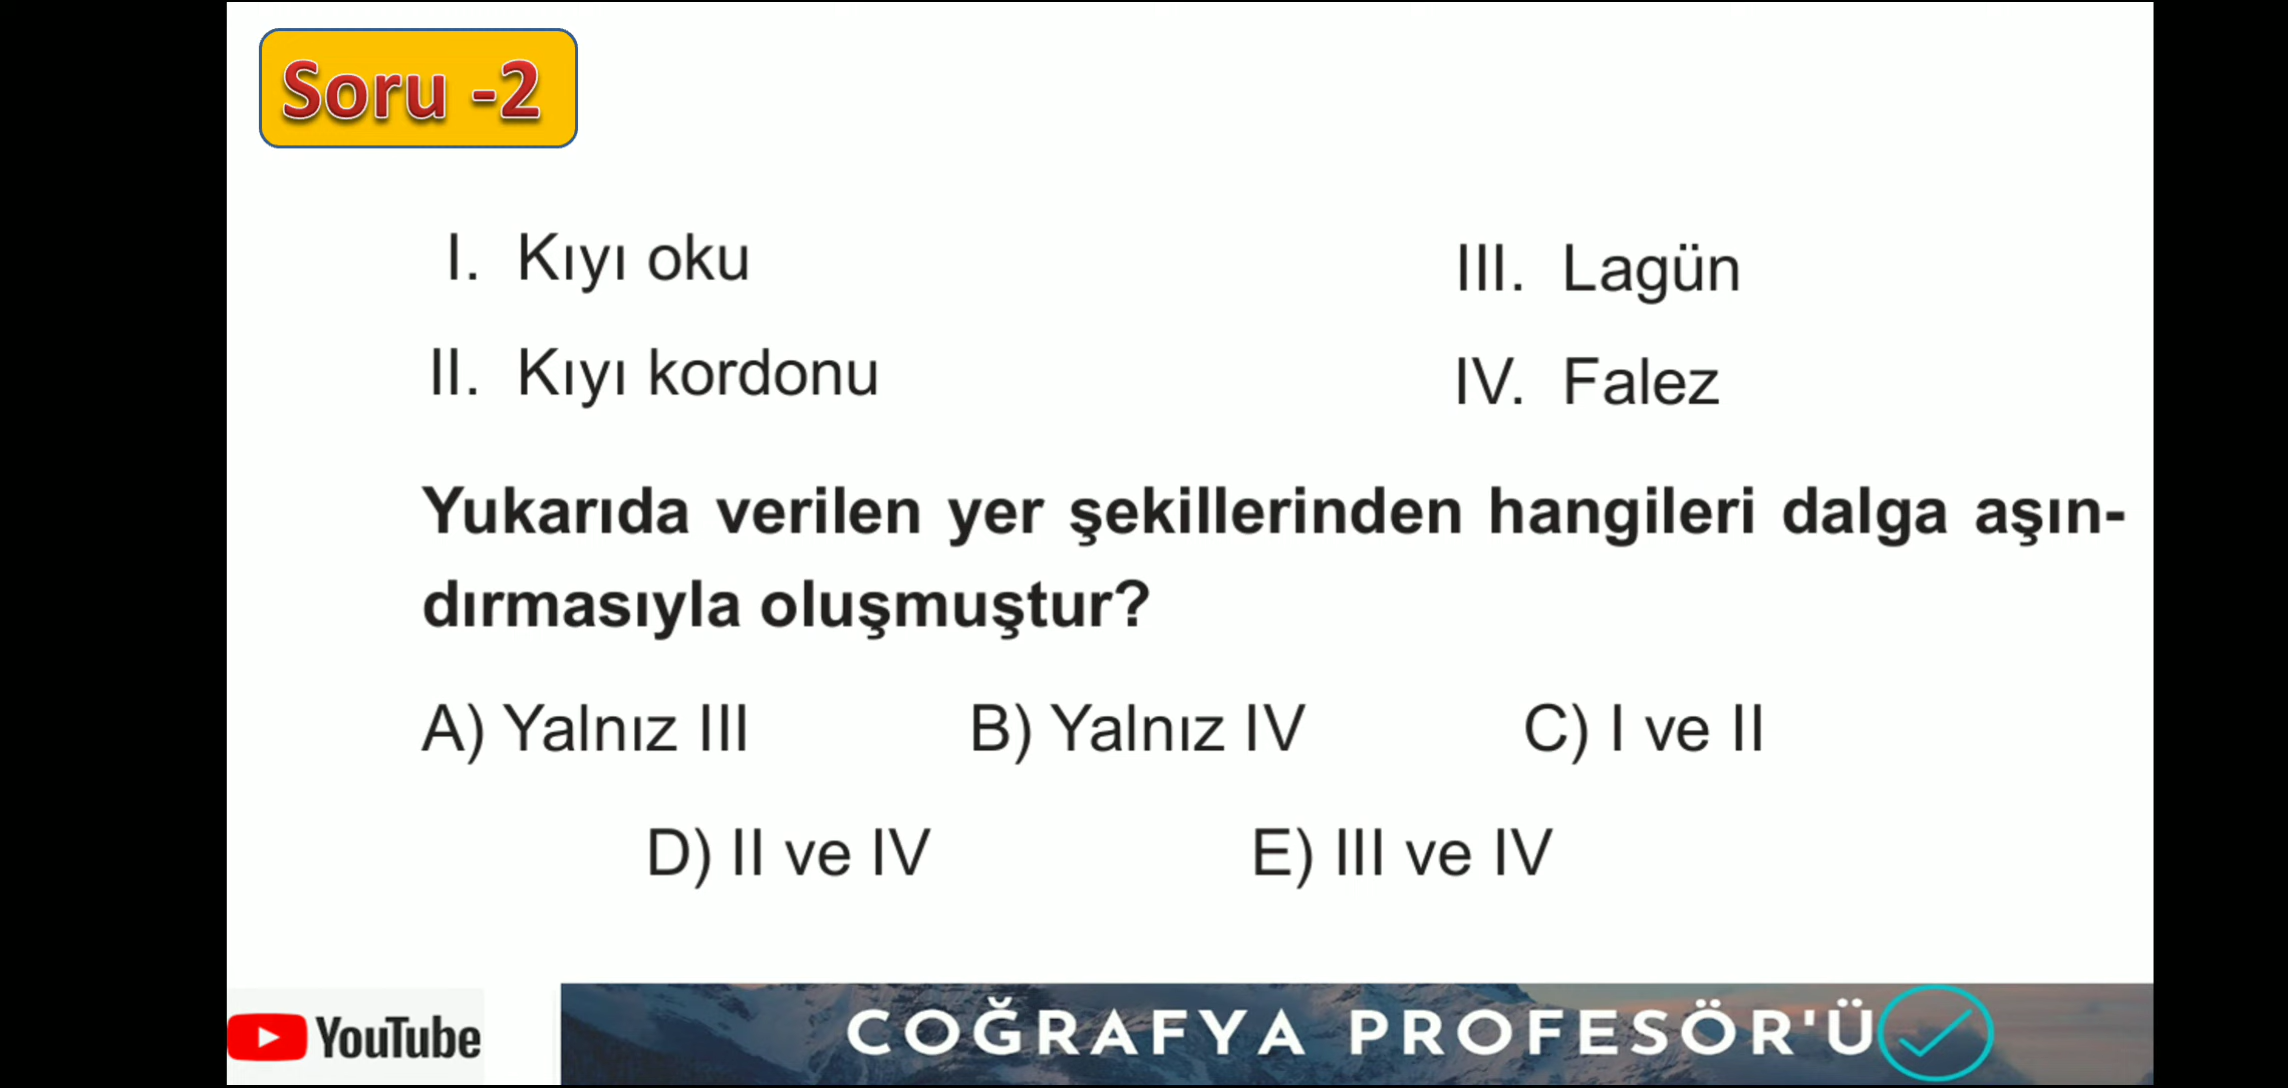 Soru -2
I. Kıyı oku
II. Kıyı kordonu
III. Lagün
IV. Falez
Yukarıda verilen yer şekillerinden hangileri dalga aşın-
dırmasıyla oluşmuştur?
A) Yalnız III B) Yalnız IV C) I ve II
D) II ve IV E) III ve IV
YouTube
COĞRAFYA PROFESÖR'Ü